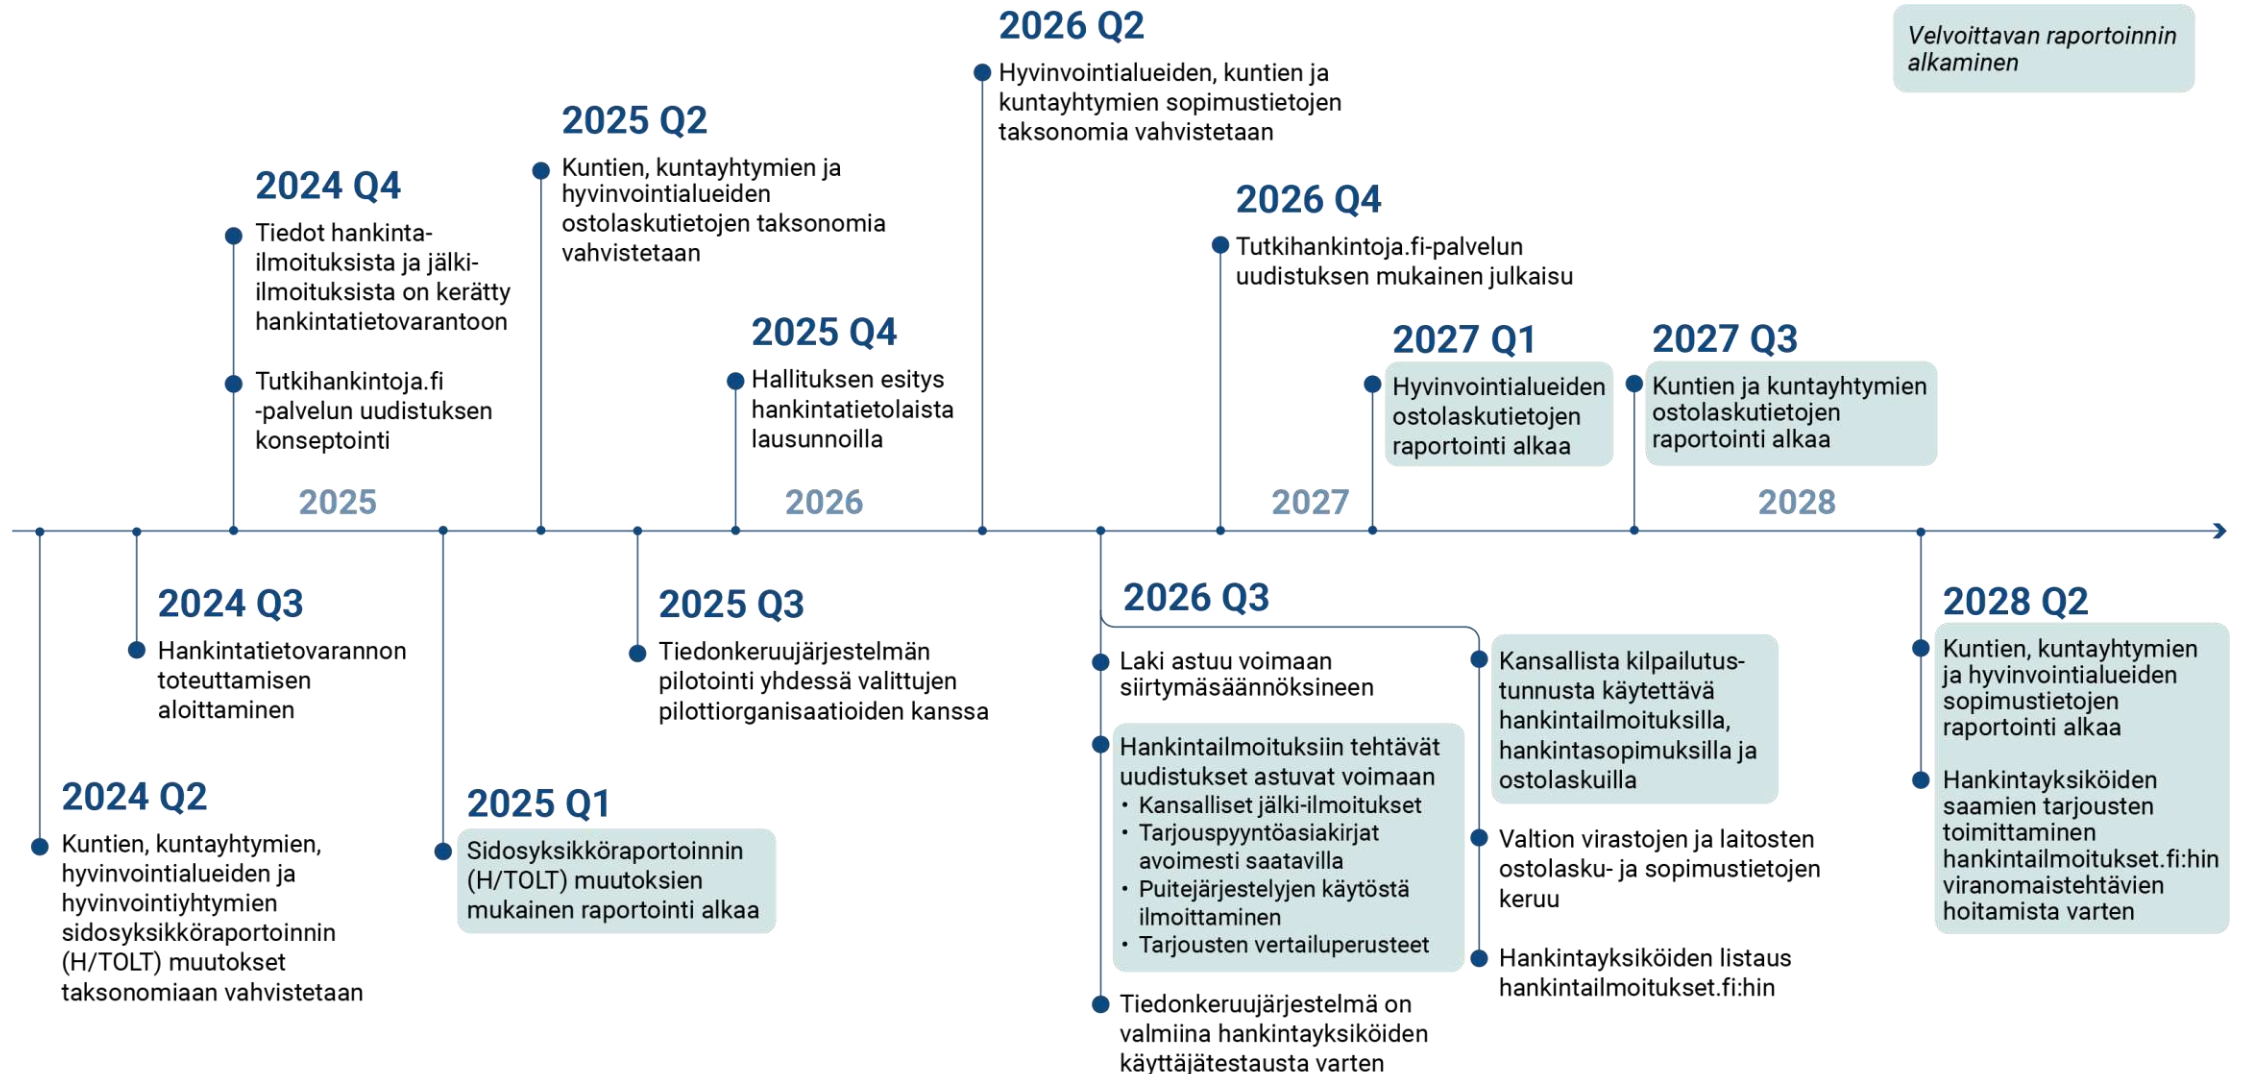 Velvoittavan raportoinnin
alkaminen
2024 Q4
Tiedot hankinta-
ilmoituksista ja jälki-
ilmoituksista on kerätty
hankintatietovarantoon
Tutkihankintoja.fi
-palvelun uudistuksen
konseptointi
2025 Q2
Kuntien, kuntayhtymien ja
hyvinvointialueiden
ostolaskutietojen taksonomia
vahvistetaan
2025 Q4
Hallituksen esitys
hankintatietolaista
lausunnoilla
2026 Q2
Hyvinvointialueiden, kuntien ja
kuntayhtymien sopimustietojen
taksonomia vahvistetaan
2026 Q4
Tutkihankintoja.fi-palvelun
uudistuksen mukainen julkaisu
2027 Q1
Hyvinvointialueiden
ostolaskutietojen
raportointi alkaa
2027 Q3
Kuntien ja kuntayhtymien
ostolaskutietojen
raportointi alkaa
2025
2026
2027
2028
2024 Q2
Kuntien, kuntayhtymien,
hyvinvointialueiden ja
hyvinvointiyhtymien
sidosyksikköraportoinnin
(H/TOLT) muutokset
taksonomiaan vahvistetaan
2024 Q3
Hankintatietovarannon
toteuttamisen
aloittaminen
2025 Q1
Sidosyksikköraportoinnin
(H/TOLT) muutoksien
mukainen raportointi alkaa
2025 Q3
Tiedonkeruujärjestelmän
pilotointi yhdessä valittujen
pilottiorganisaatioiden kanssa
2026 Q3
Laki astuu voimaan
siirtymäsäännöksineen
Hankintailmoituksiin tehtävät
uudistukset astuvat voimaan
• Kansalliset jälki-ilmoitukset
• Tarjouspyyntöasiakirjat
avoimesti saatavilla
• Puitejärjestelyjen käytöstä
ilmoittaminen
• Tarjousten vertailuperusteet
Tiedonkeruujärjestelmä on
valmiina hankintayksiköiden
käyttäjätestausta varten
Kansallista kilpailutus-
tunnusta käytettävä
hankintailmoituksilla,
hankintasopimuksilla ja
ostolaskuilla
Valtion virastojen ja laitosten
ostolasku- ja sopimustietojen
keruu
Hankintayksiköiden listaus
hankintailmoitukset.fi:hin
2028 Q2
Kuntien, kuntayhtymien
ja hyvinvointialueiden
sopimustietojen
raportointi alkaa
Hankintayksiköiden
saamien tarjousten
toimittaminen
hankintailmoitukset.fi:hin
viranomaistehtävien
hoitamista varten